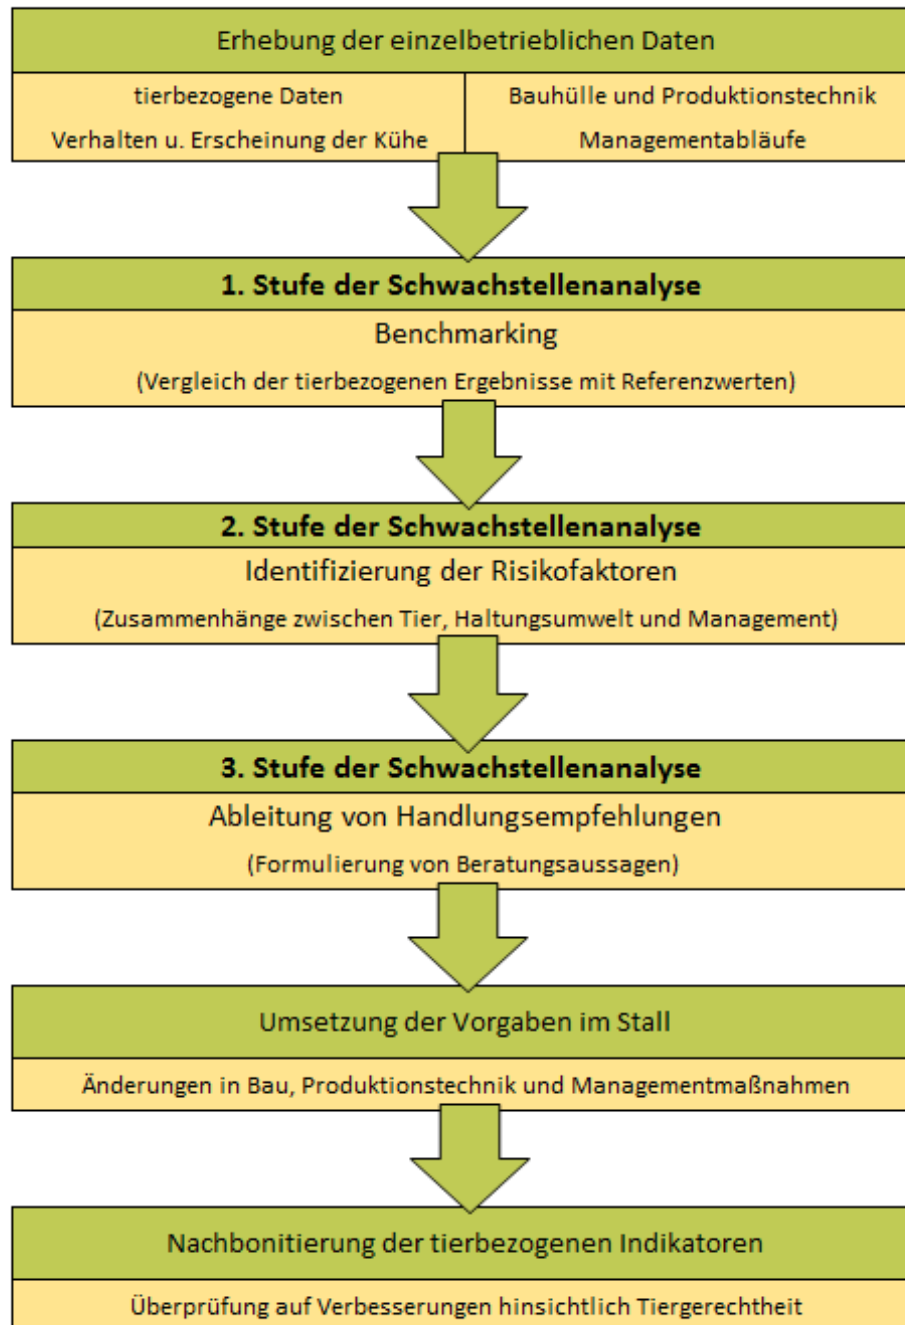 Erhebung der einzelbetrieblichen Daten
tierbezogene Daten
Verhalten u. Erscheinung der Kühe
Bauhülle und Produktionstechnik
Managementabläufe
1. Stufe der Schwachstellenanalyse
Benchmarking
(Vergleich der tierbezogenen Ergebnisse mit Referenzwerten)
2. Stufe der Schwachstellenanalyse
Identifizierung der Risikofaktoren
(Zusammenhänge zwischen Tier, Haltungsumwelt und Management)
3. Stufe der Schwachstellenanalyse
Ableitung von Handlungsempfehlungen
(Formulierung von Beratungsaussagen)
Umsetzung der Vorgaben im Stall
Änderungen in Bau, Produktionstechnik und Managementmaßnahmen
Nachbonitierung der tierbezogenen Indikatoren
Überprüfung auf Verbesserungen hinsichtlich Tiergerechtheit